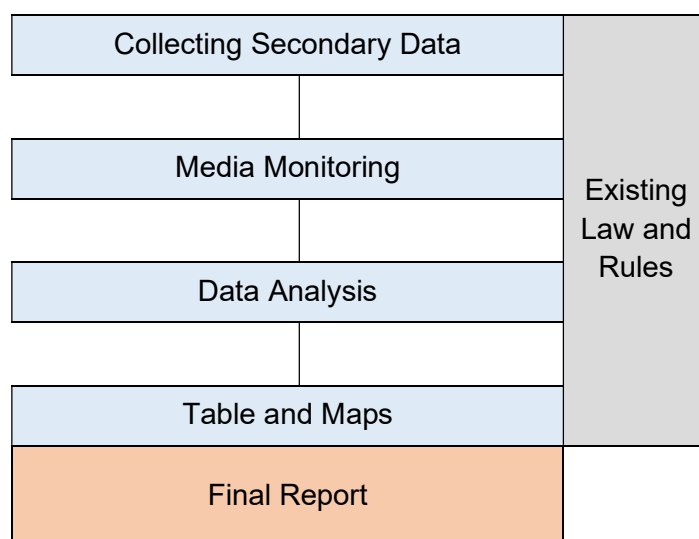 Collecting Secondary Data
Media Monitoring
Existing
Law and
Rules
Data Analysis
Table and Maps
Final Report